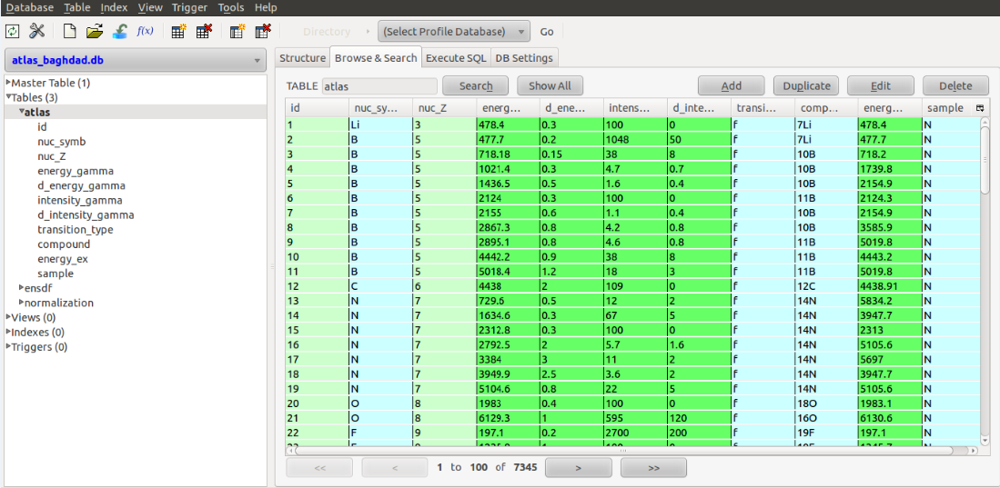 Database Table Index View Trigger Tools Help
f(x) Directory (Select Profile Database) Go
atlas_baghdad.db
Master Table (1)
Tables (3)
atlas
id
nuc_symb
nuc_Z
energy_gamma
d_energy_gamma
intensity_gamma
d_intensity_gamma
transition_type
compound
energy_ex
sample
ensdf
normalization
Views (0)
Indexes (0)
Triggers (0)
Structure Browse & Search Execute SQL DB Settings
TABLE atlas Search Show All Add Duplicate Edit Delete
id nuc_sy... nuc_Z energ... d_ene... intens... d_inte... transi... comp... energ... sample
1 Li 3 478.4 0.3 100 0 f 7Li 478.4 N
2 B 5 477.7 0.2 1048 50 f 7Li 477.7 N
3 B 5 718.18 0.15 38 8 f 10B 718.2 N
4 B 5 1021.4 0.3 4.7 0.7 f 10B 1739.8 N
5 B 5 1436.5 0.5 1.6 0.4 f 10B 2154.9 N
6 B 5 2124 0.3 100 0 f 11B 2124.3 N
7 B 5 2155 0.6 1.1 0.4 f 10B 2154.9 N
8 B 5 2867.3 0.8 4.2 0.8 f 10B 3585.9 N
9 B 5 2895.1 0.8 4.6 0.8 f 11B 5019.8 N
10 B 5 4442.2 0.9 38 8 f 11B 4443.2 N
11 B 5 5018.4 1.2 18 3 f 11B 5019.8 N
12 C 6 4438 2 109 0 f 12C 4438.91 N
13 N 7 729.6 0.5 12 2 f 14N 5834.2 N
14 N 7 1634.6 0.3 67 5 f 14N 3947.7 N
15 N 7 2312.8 0.3 100 0 f 14N 2313 N
16 N 7 2792.5 2 5.7 1.6 f 14N 5105.6 N
17 N 7 3384 3 11 2 f 14N 5697 N
18 N 7 3949.9 2.5 3.6 2 f 14N 3947.7 N
19 N 7 5104.6 0.8 22 5 f 14N 5105.6 N
20 O 8 1983 0.4 100 0 f 18O 1983.1 N
21 O 8 6129.3 1 595 120 f 16O 6130.6 N
22 F 9 197.1 0.2 2700 200 f 19F 197.1 N
<< < 1 to 100 of 7345 > >>